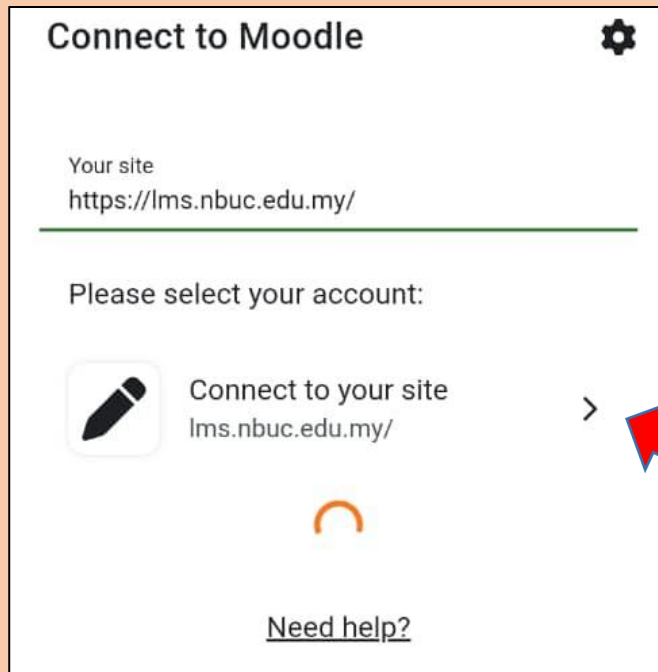 Connect to Moodle
Your site
https://lms.nbuc.edu.my/
Please select your account:
Connect to your site
lms.nbuc.edu.my/
Need help?